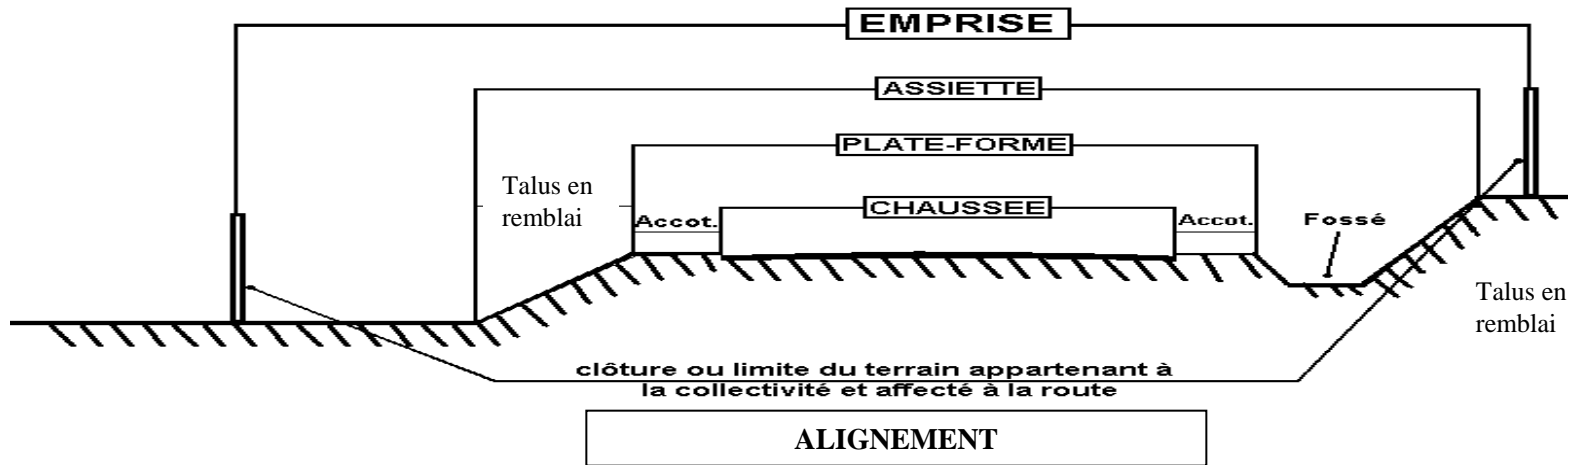 EMPRISE
ASSIETTE
PLATE-FORME
Talus en
remblai
CHAUSSEE
Accot.
Accot.
Fossé
Talus en
remblai
clôture ou limite du terrain appartenant à
la collectivité et affecté à la route
ALIGNEMENT